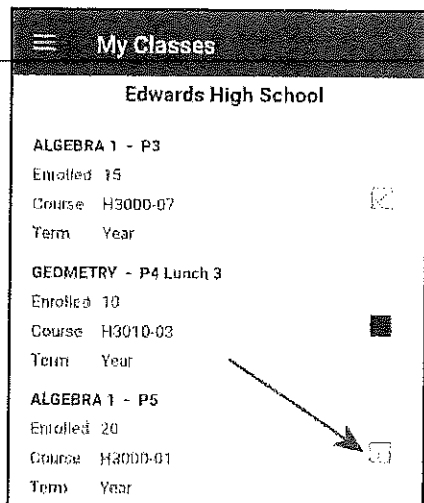 My Classes
Edwards High School
ALGEBRA 1 - P3
Enrolled 15
Course H3000-07
Term Year
GEOMETRY - P4 Lunch 3
Enrolled 10
Course H3010-03
Term Year
ALGEBRA 1 - P5
Enrolled 20
Course H3000-01
Term Year